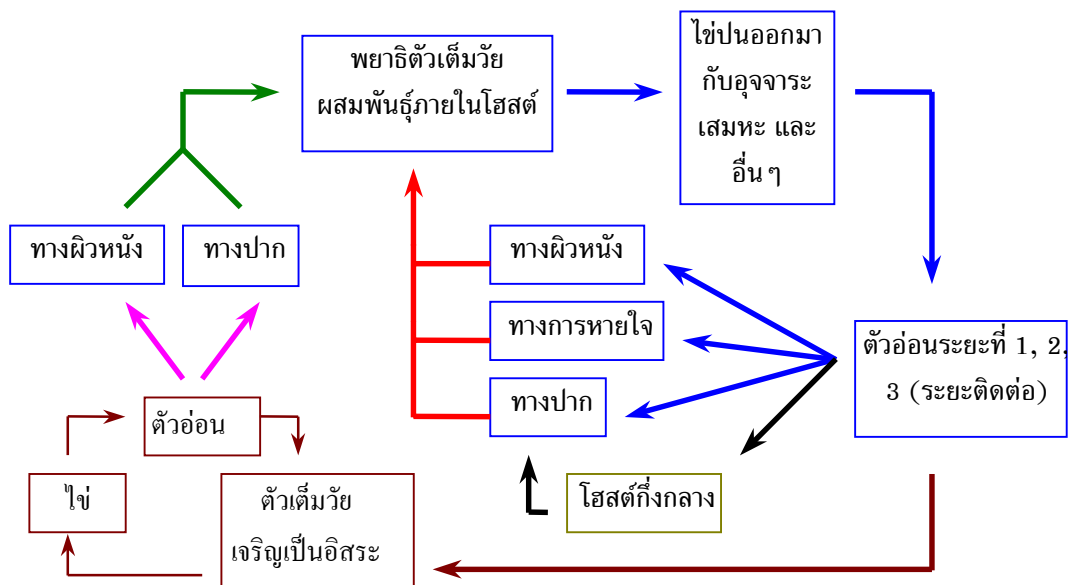 พยาธิตัวเต็มวัย
ผสมพันธุ์ภายในโฮสต์
ไข่ปนออกมา
กับอุจจาระ
เสมหะ และ
อื่น ๆ
ทางผิวหนัง
ทางปาก
ทางผิวหนัง
ทางการหายใจ
ทางปาก
ตัวอ่อนระยะที่ 1, 2,
3 (ระยะติดต่อ)
ตัวอ่อน
ไข่
ตัวเต็มวัย
เจริญเป็นอิสระ
โฮสต์กึ่งกลาง